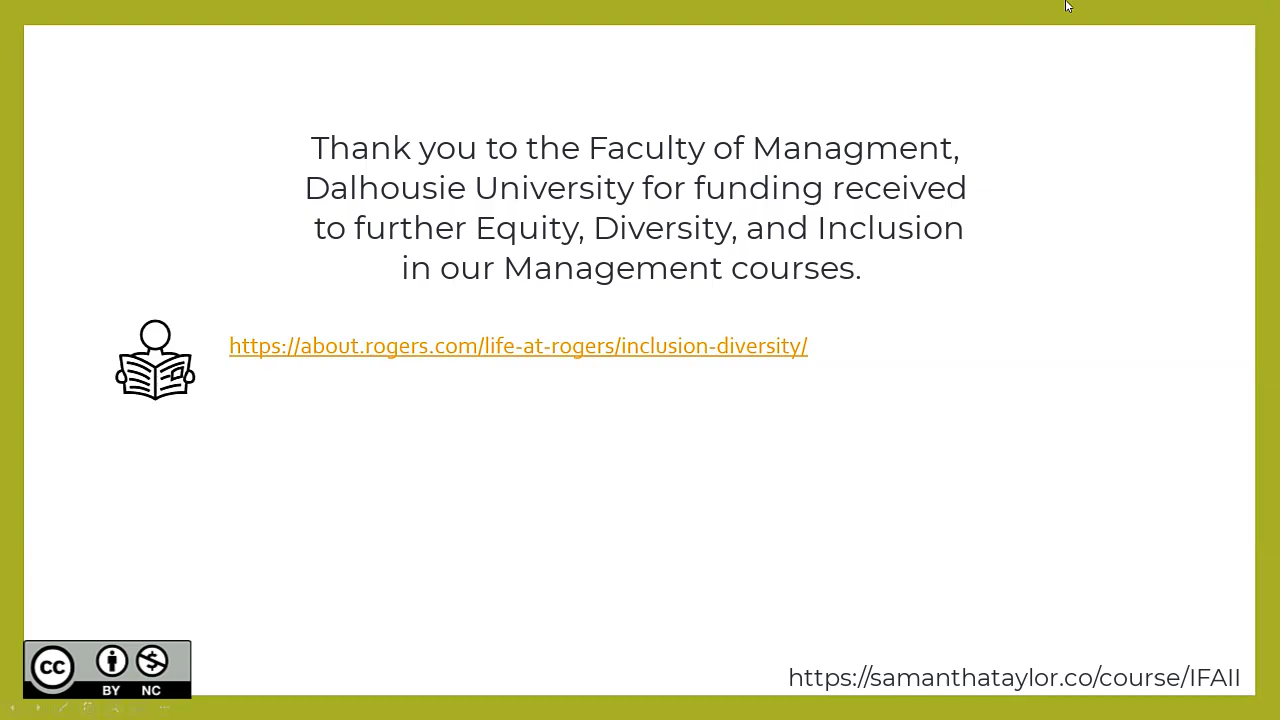 Thank you to the Faculty of Managment,
Dalhousie University for funding received
to further Equity, Diversity, and Inclusion
in our Management courses.
https://about.rogers.com/life-at-rogers/inclusion-diversity/
CC
BY NC
https://samanthataylor.co/course/IFAII